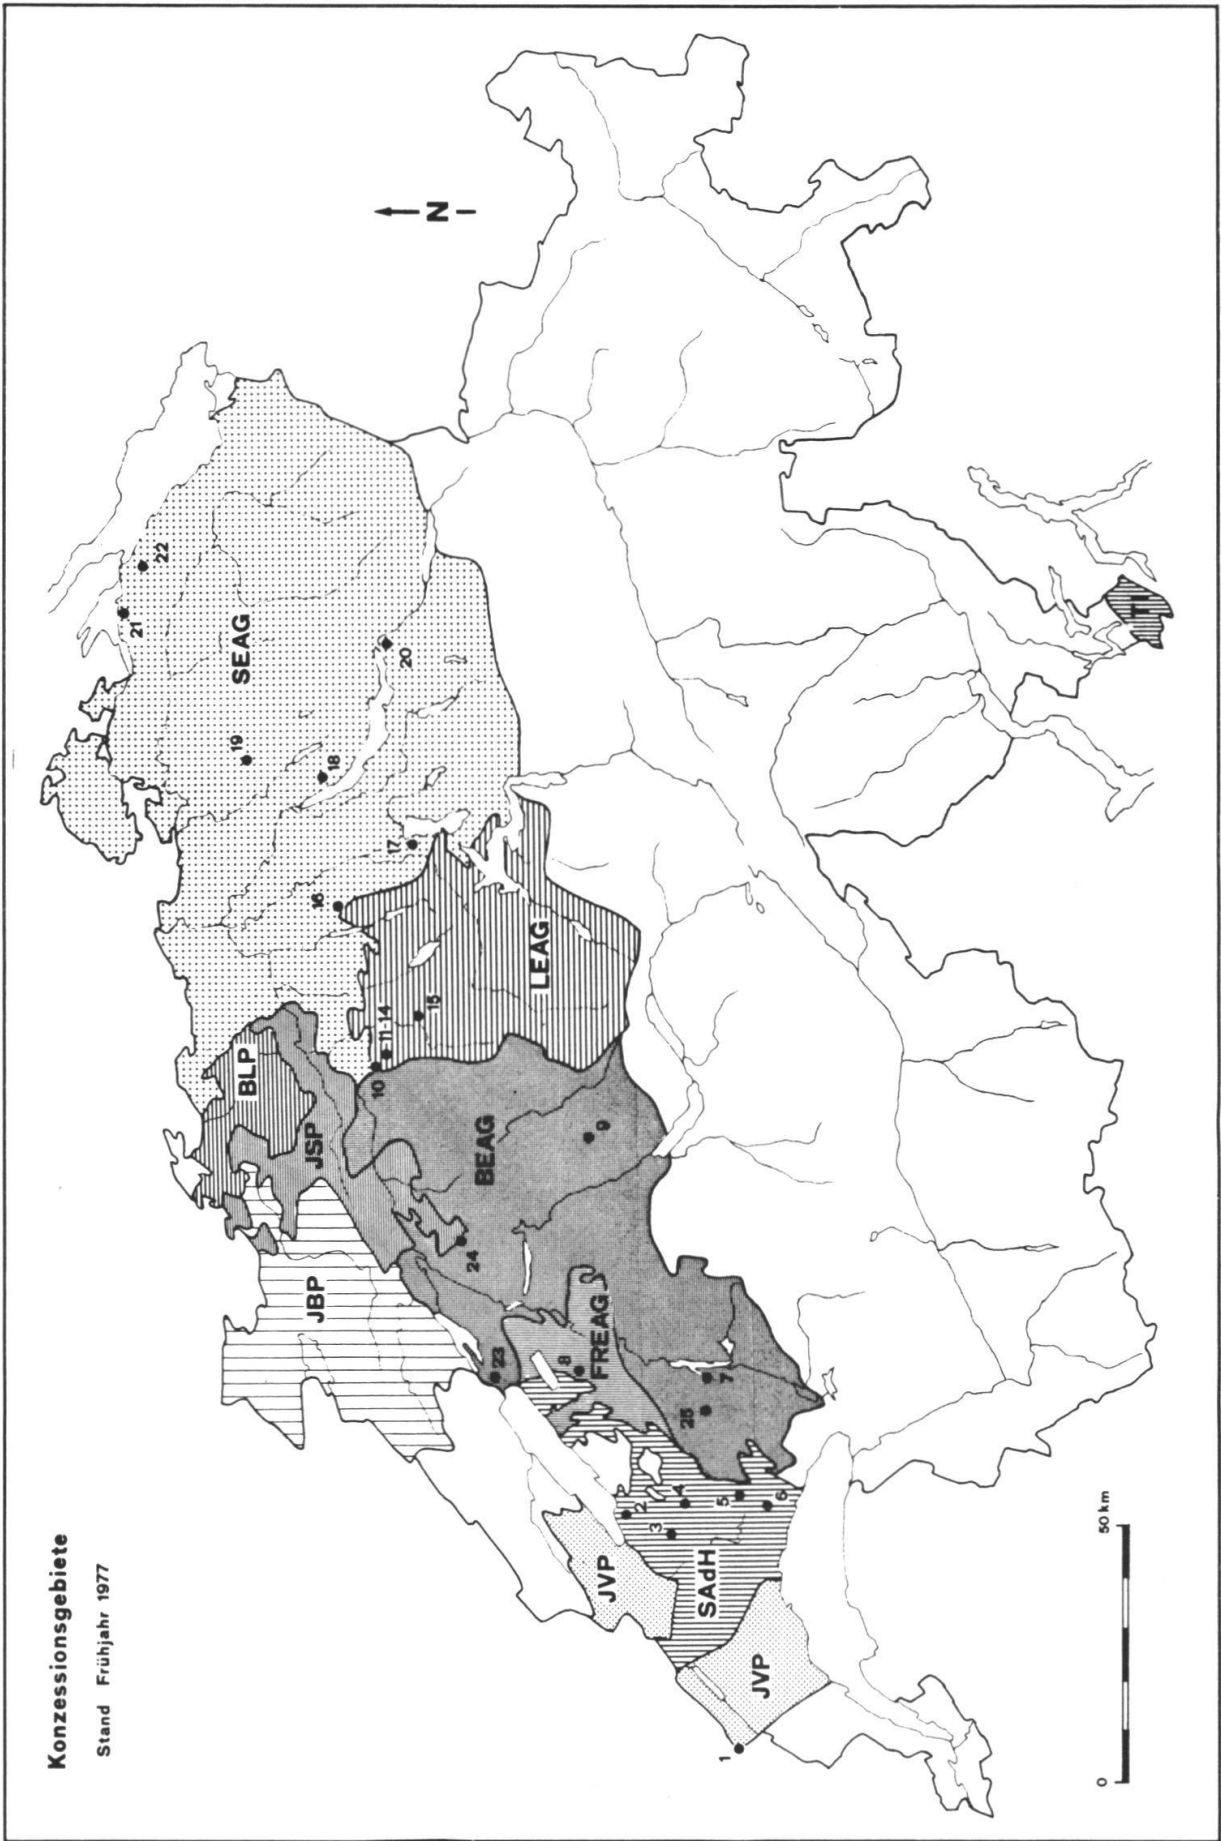 Konzessionsgebiete
Stand Frühjahr 1977
N
22
21
SEAG
19
18
20
17
16
BLP
JSP
JBP
10
11-14
15
LEAG
BEAG
24
9
23
8
FREAG
7
25
JVP
2
3
4
5
6
SAdH
JVP
1
TI
0
50 km